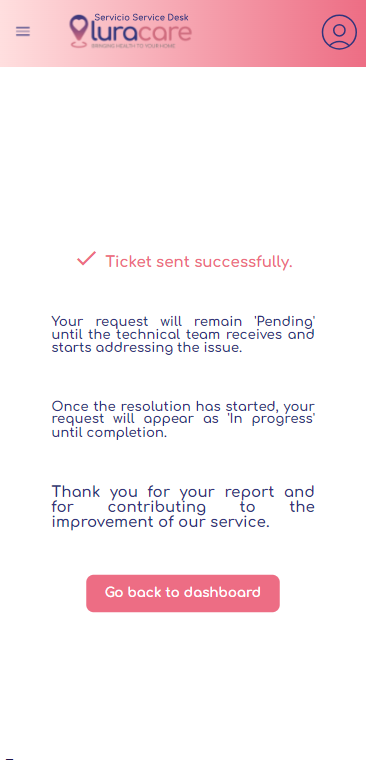 Servicio Service Desk
luracare
BRINGING HEALTH TO YOUR HOME
Ticket sent successfully.
Your request will remain 'Pending'
until the technical team receives and
starts addressing the issue.
Once the resolution has started, your
request will appear as 'In progress'
until completion.
Thank you for your report and
for contributing to the
improvement of our service.
Go back to dashboard